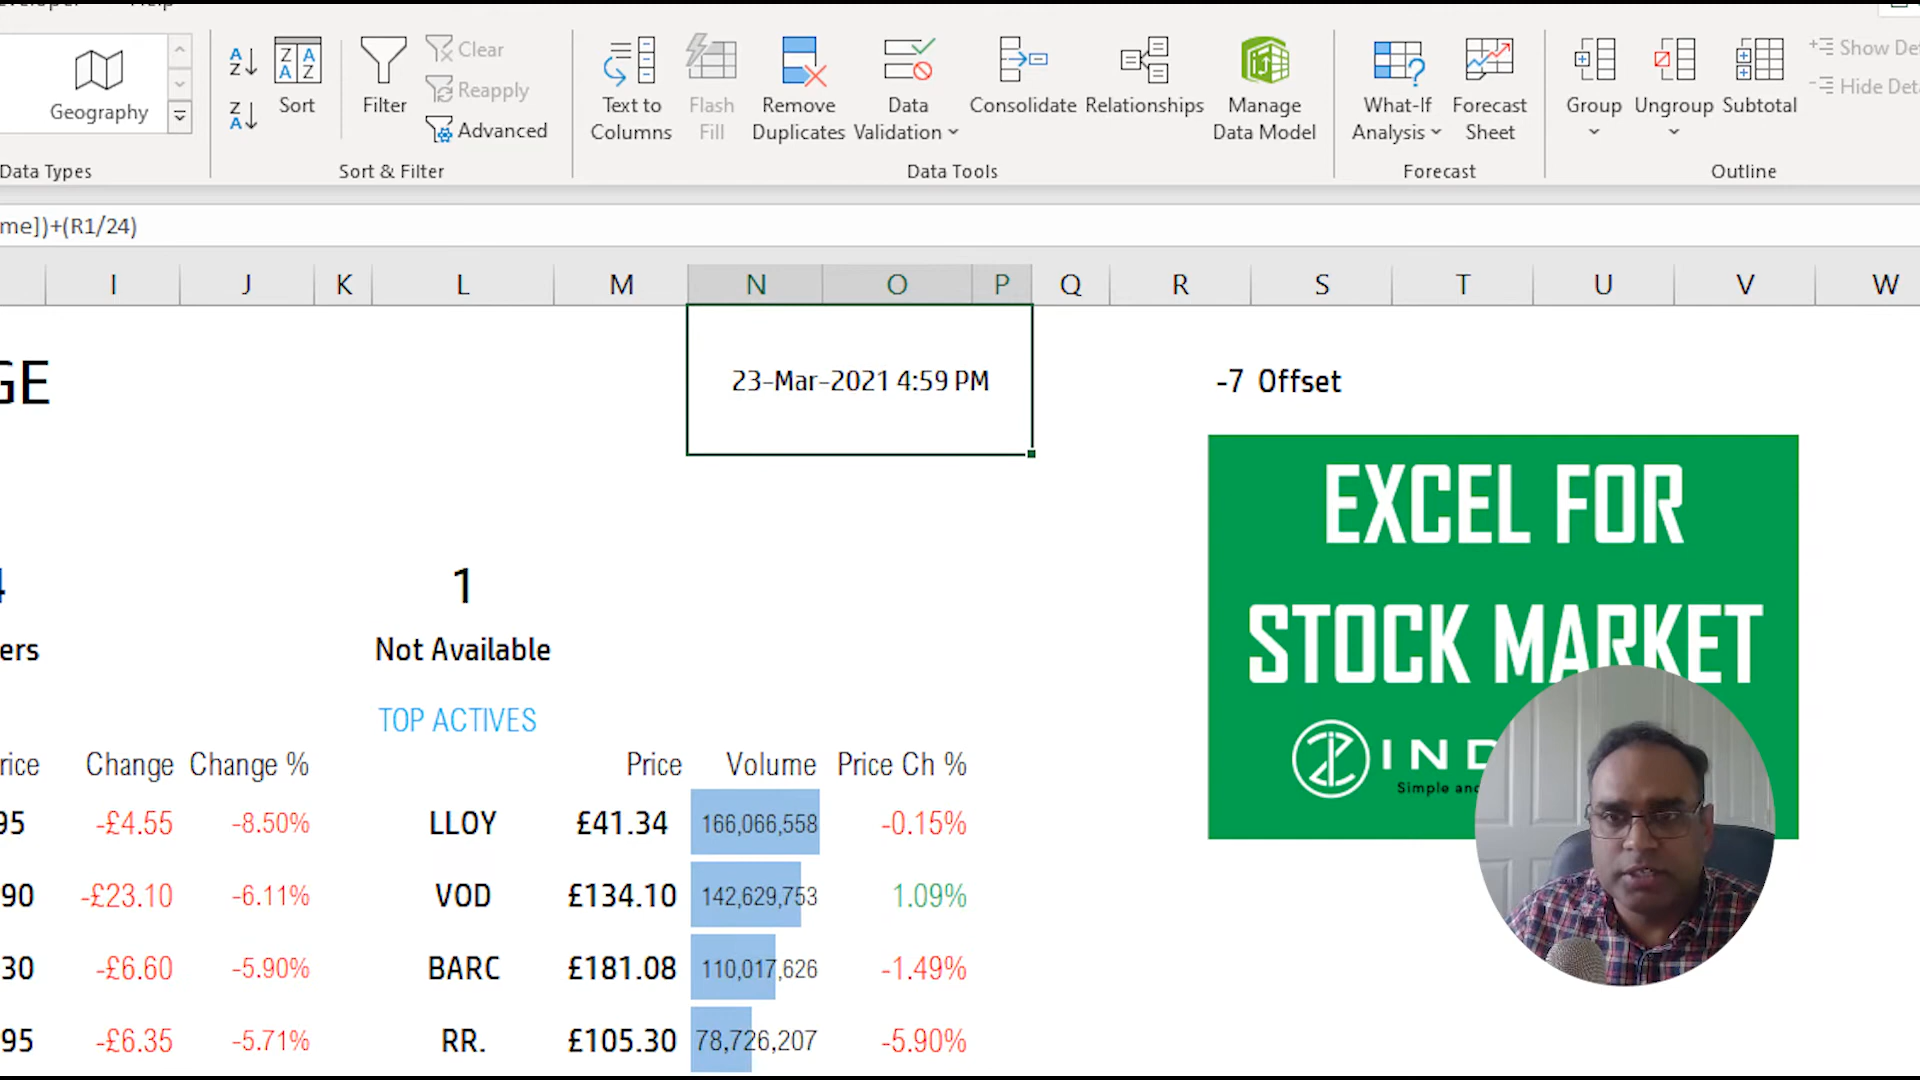 Help
Geography
Sort
Filter
Clear
Reapply
Advanced
Text to Columns
Flash Fill
Remove Duplicates
Data Validation
Consolidate
Relationships
Manage Data Model
What-If Analysis
Forecast Sheet
Group
Ungroup
Subtotal
Show De
Hide Det
Data Types
Sort & Filter
Data Tools
Forecast
Outline
me])+(R1/24)
I J K L M N O P Q R S T U V W
GE
23-Mar-2021 4:59 PM
-7 Offset
EXCEL FOR
STOCK MARKET
IND
Simple an
4
1
ers
Not Available
TOP ACTIVES
rice Change Change % Price Volume Price Ch %
95 -£4.55 -8.50% LLOY £41.34 166,066,558 -0.15%
90 -£23.10 -6.11% VOD £134.10 142,629,753 1.09%
30 -£6.60 -5.90% BARC £181.08 110,017,626 -1.49%
95 -£6.35 -5.71% RR. £105.30 78,726,207 -5.90%